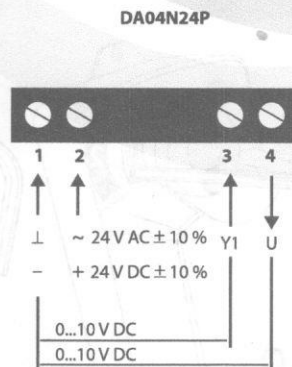 DA04N24P
1 2 3 4
⊥ ~ 24 V AC ± 10 % Y1 U
− + 24 V DC ± 10 %
0...10 V DC
0...10 V DC